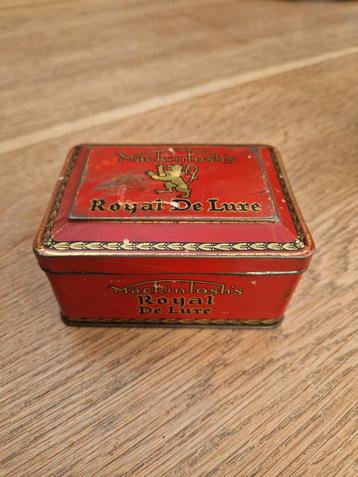 Mackintosh's
Royal De Luxe
Mackintosh's
Royal
De Luxe